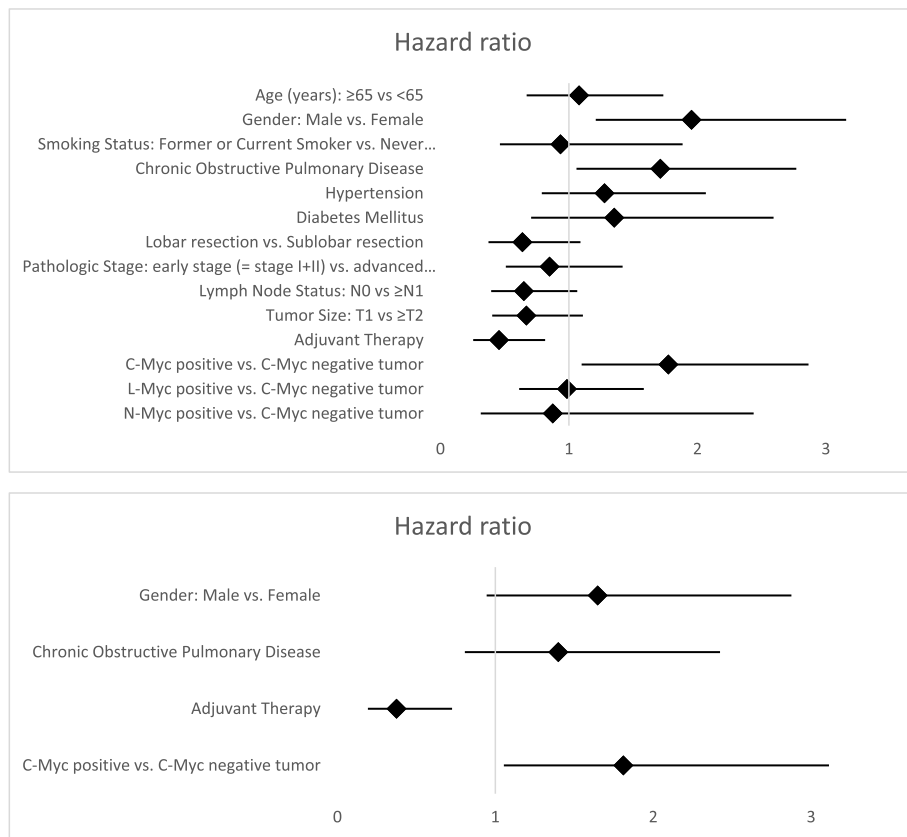 Hazard ratio
Age (years): ≥65 vs <65
Gender: Male vs. Female
Smoking Status: Former or Current Smoker vs. Never...
Chronic Obstructive Pulmonary Disease
Hypertension
Diabetes Mellitus
Lobar resection vs. Sublobar resection
Pathologic Stage: early stage (= stage I+II) vs. advanced...
Lymph Node Status: N0 vs ≥N1
Tumor Size: T1 vs ≥T2
Adjuvant Therapy
C-Myc positive vs. C-Myc negative tumor
L-Myc positive vs. C-Myc negative tumor
N-Myc positive vs. C-Myc negative tumor
0 1 2 3
Hazard ratio
Gender: Male vs. Female
Chronic Obstructive Pulmonary Disease
Adjuvant Therapy
C-Myc positive vs. C-Myc negative tumor
0 1 2 3